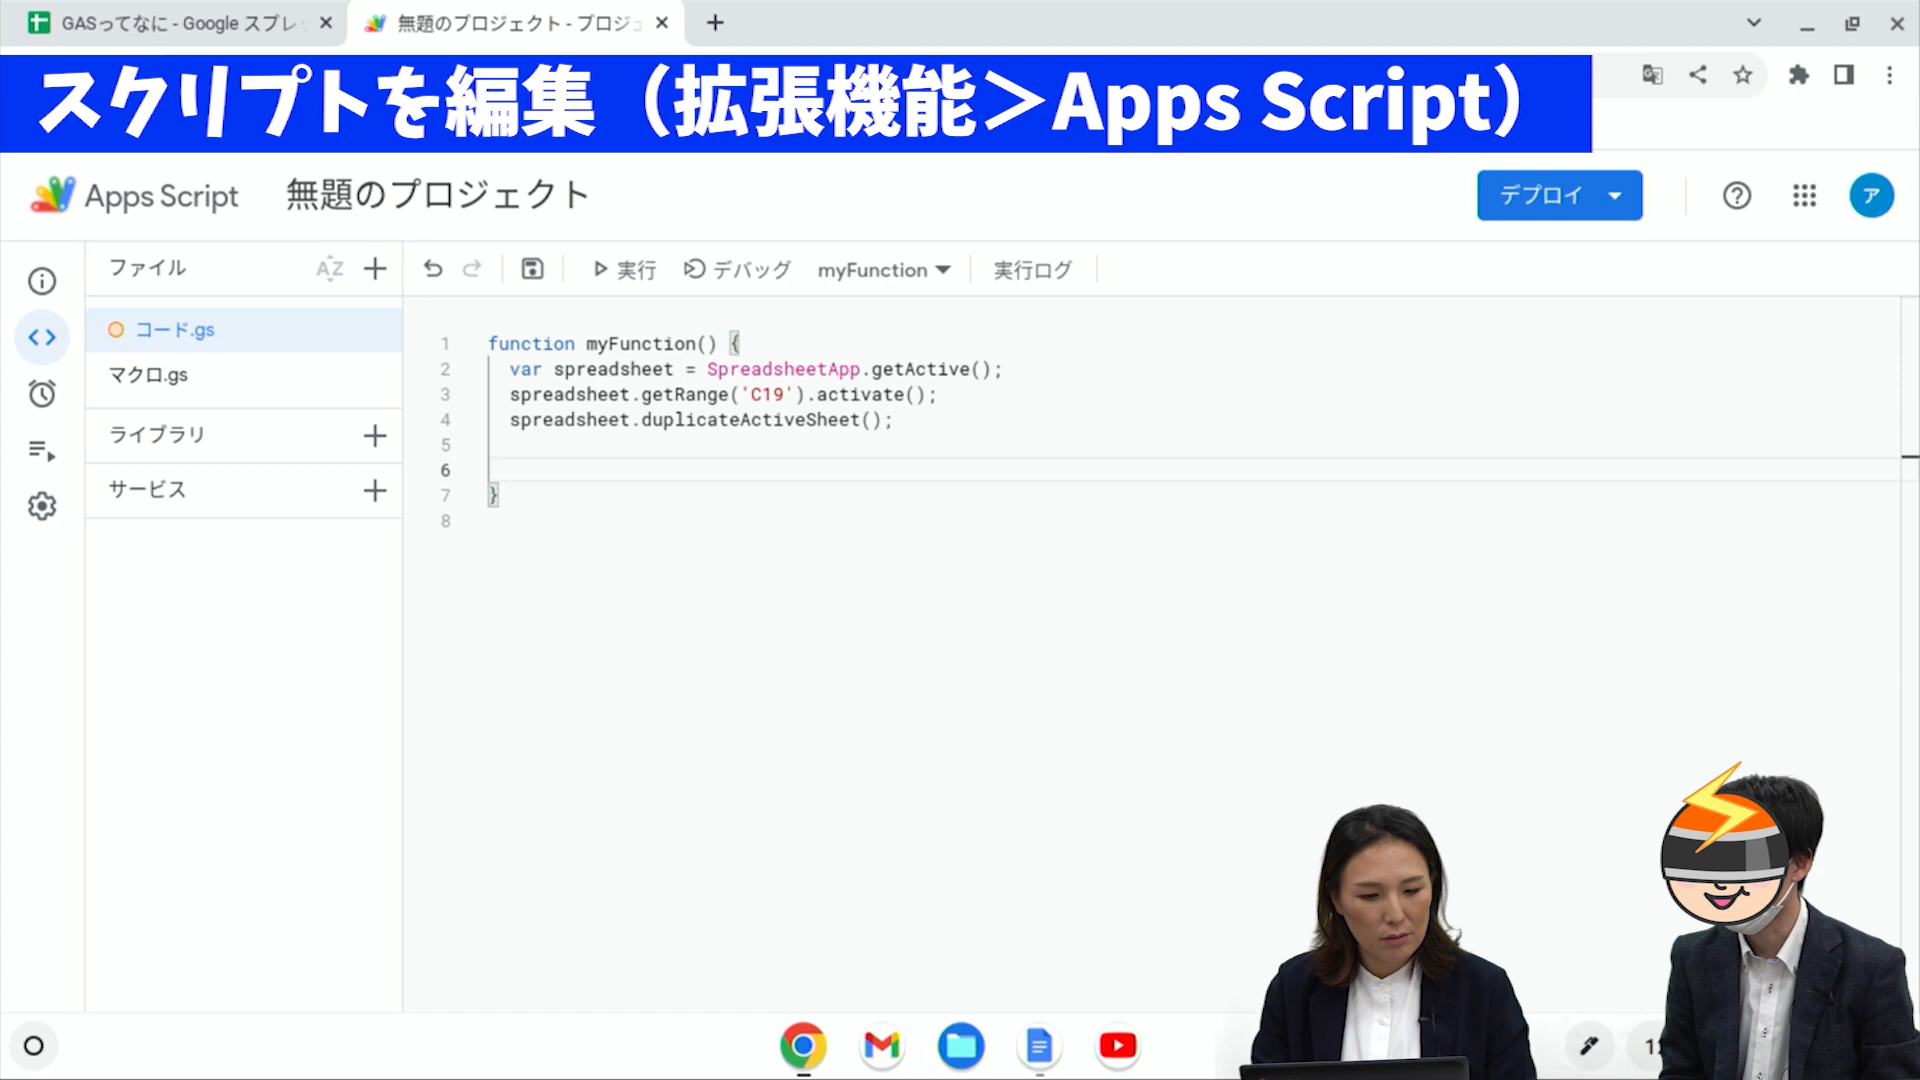 GASってなに - Google スプレッ
無題のプロジェクト - プロジェ
スクリプトを編集（拡張機能＞Apps Script）
Apps Script 無題のプロジェクト
デプロイ
ア
ファイル
AZ
実行 デバッグ myFunction 実行ログ
コード.gs
マクロ.gs
ライブラリ
サービス
1 function myFunction() {
2 var spreadsheet = SpreadsheetApp.getActive();
3 spreadsheet.getRange('C19').activate();
4 spreadsheet.duplicateActiveSheet();
5
6
7 }
8